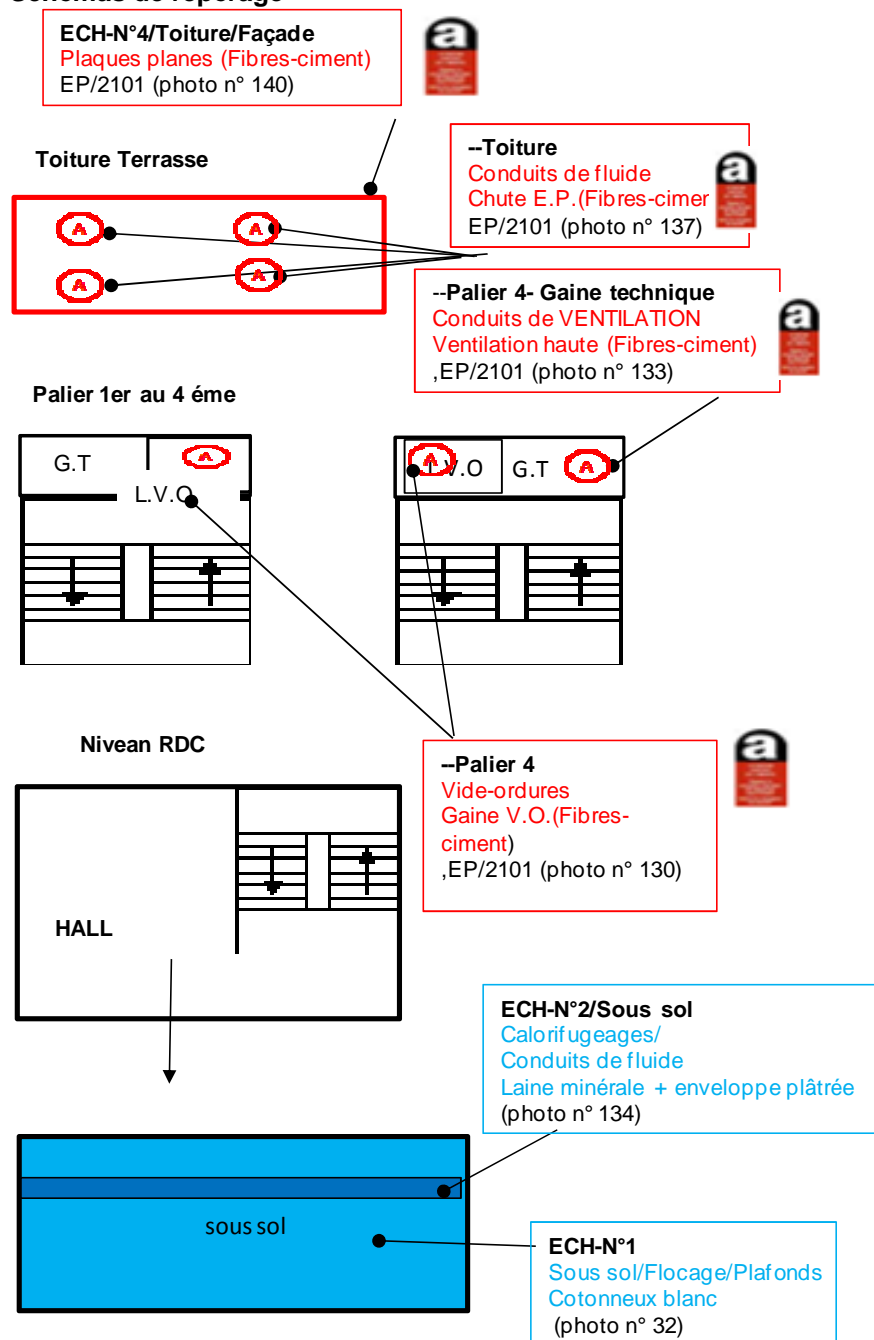 Schémas de repérage
ECH-N°4/Toiture/Façade
Plaques planes (Fibres-ciment)
EP/2101 (photo n° 140)
a
Toiture Terrasse
--Toiture
Conduits de fluide
Chute E.P.(Fibres-cimer
EP/2101 (photo n° 137)
a
A
A
A
A
--Palier 4- Gaine technique
Conduits de VENTILATION
Ventilation haute (Fibres-ciment)
,EP/2101 (photo n° 133)
a
Palier 1er au 4 éme
G.T
A
L.V.O
A
.V.O
G.T
A
Nivean RDC
--Palier 4
Vide-ordures
Gaine V.O.(Fibres-
ciment)
,EP/2101 (photo n° 130)
a
HALL
ECH-N°2/Sous sol
Calorifugeages/
Conduits de fluide
Laine minérale + enveloppe plâtrée
(photo n° 134)
sous sol
ECH-N°1
Sous sol/Flocage/Plafonds
Cotonneux blanc
(photo n° 32)